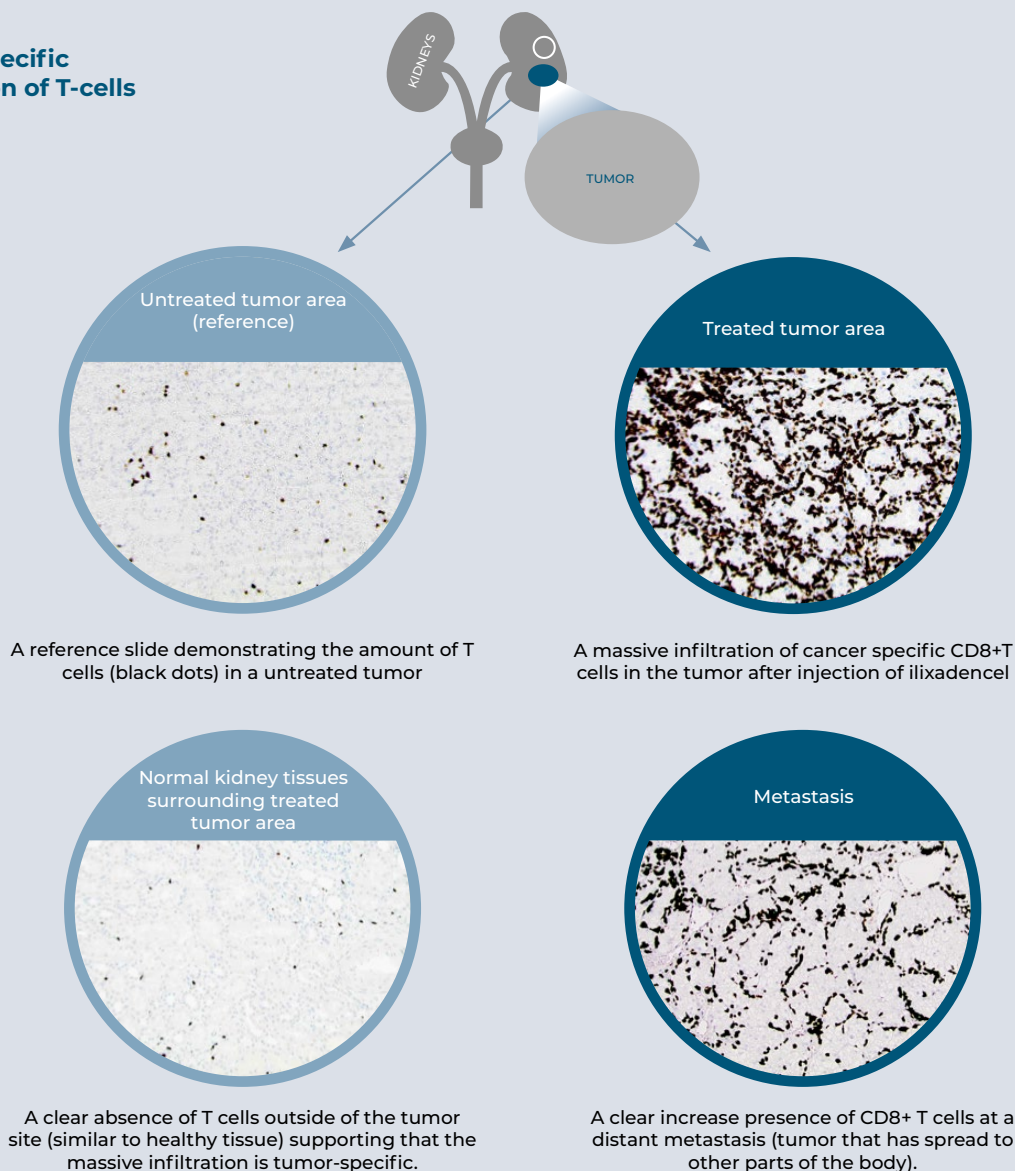 ecific
n of T-cells
KIDNEYS
TUMOR
Untreated tumor area
(reference)
Treated tumor area
A reference slide demonstrating the amount of T
cells (black dots) in a untreated tumor
A massive infiltration of cancer specific CD8+T
cells in the tumor after injection of ilixadencel
Normal kidney tissues
surrounding treated
tumor area
Metastasis
A clear absence of T cells outside of the tumor
site (similar to healthy tissue) supporting that the
massive infiltration is tumor-specific.
A clear increase presence of CD8+ T cells at a
distant metastasis (tumor that has spread to
other parts of the body).